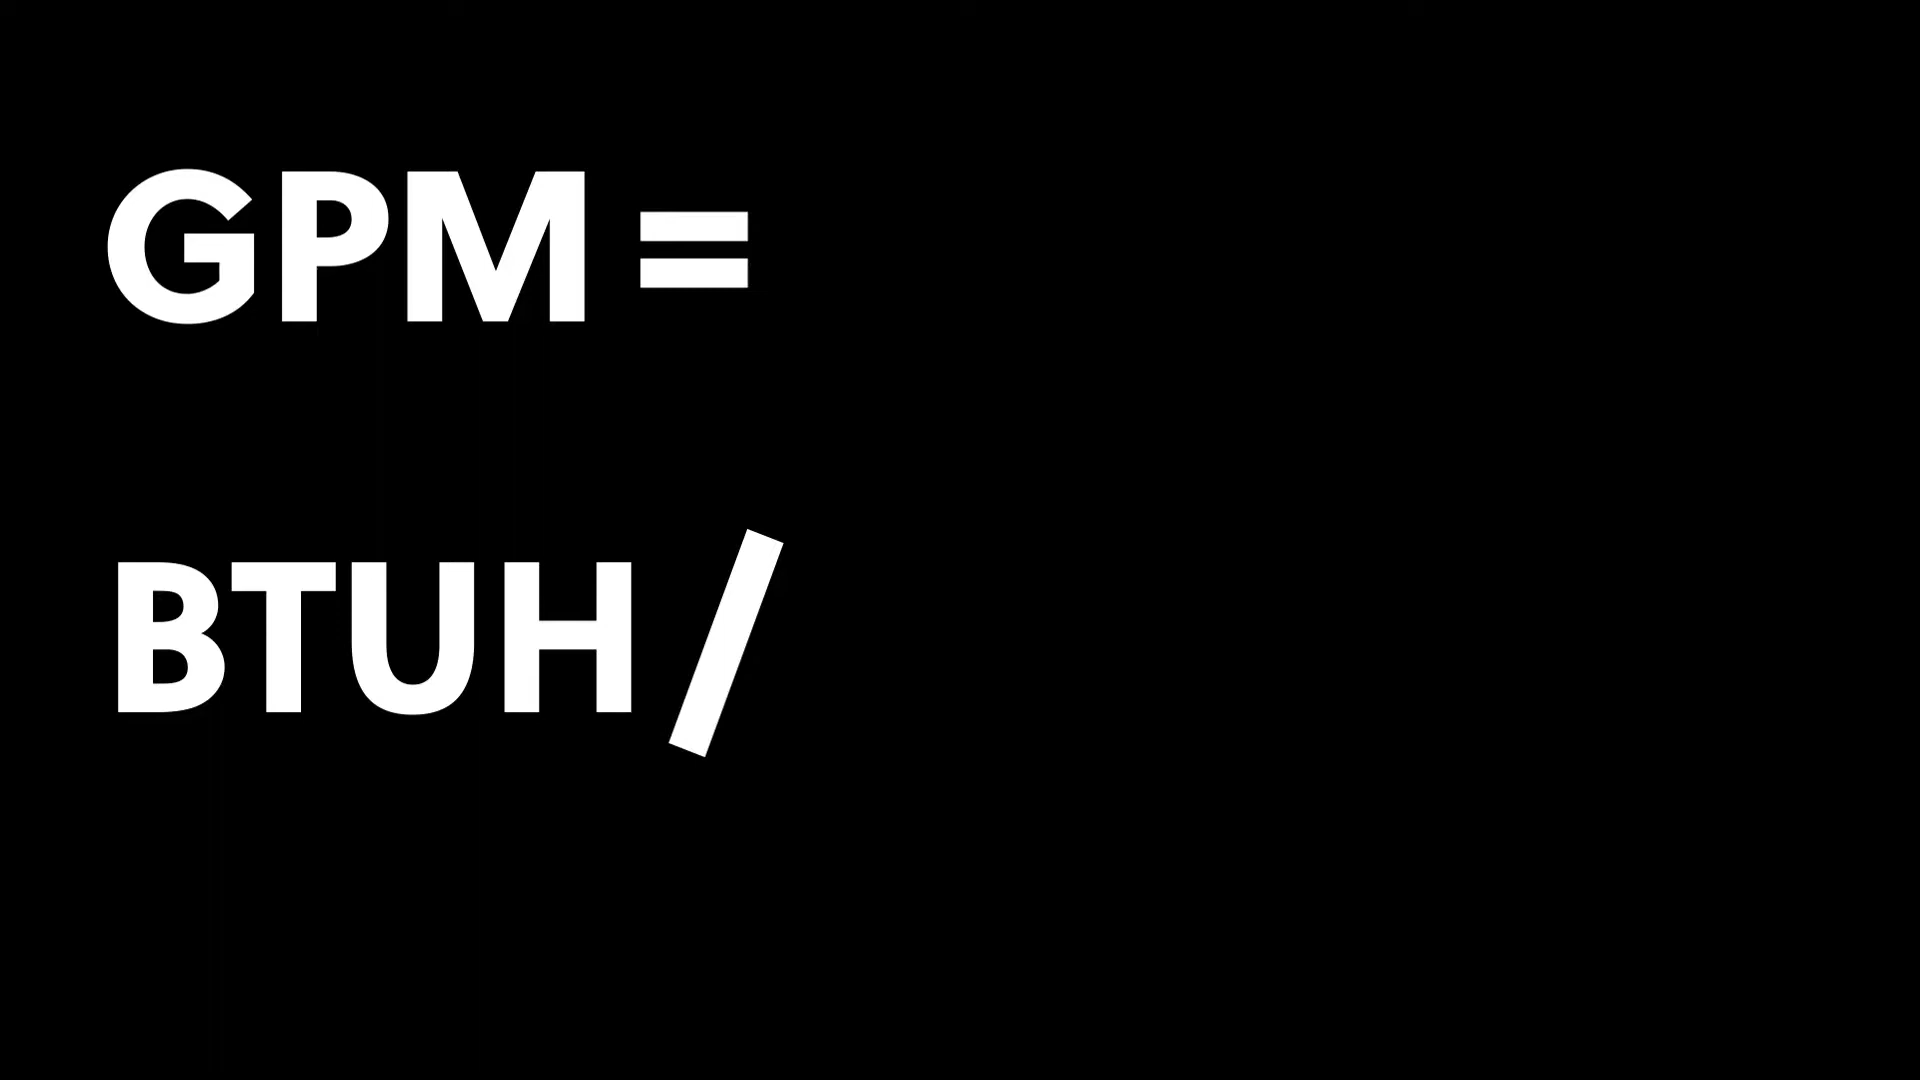 GPM =
BTUH /